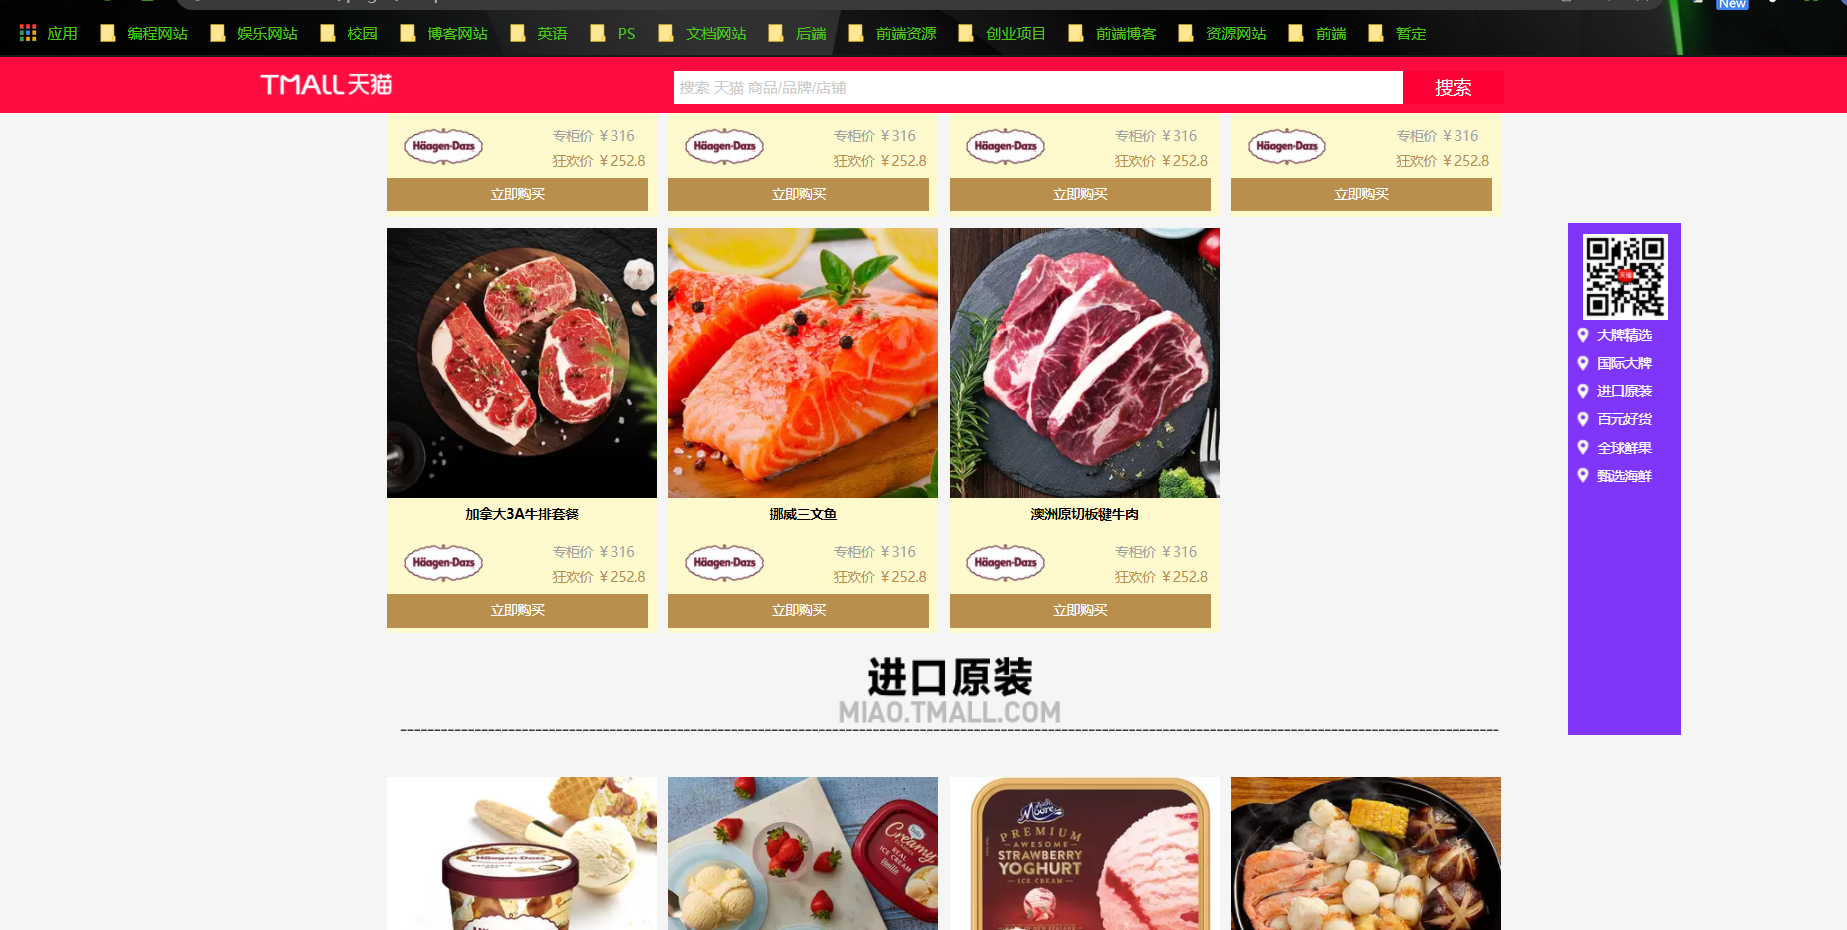 New
应用 编程网站 娱乐网站 校园 博客网站 英语 PS 文档网站 后端 前端资源 创业项目 前端博客 资源网站 前端 暂定
TMALL天猫
搜索 天猫 商品/品牌/店铺
搜索
Häagen-Dazs
专柜价 ￥316
狂欢价 ￥252.8
立即购买
Häagen-Dazs
专柜价 ￥316
狂欢价 ￥252.8
立即购买
Häagen-Dazs
专柜价 ￥316
狂欢价 ￥252.8
立即购买
Häagen-Dazs
专柜价 ￥316
狂欢价 ￥252.8
立即购买
加拿大3A牛排套餐
Häagen-Dazs
专柜价 ￥316
狂欢价 ￥252.8
立即购买
挪威三文鱼
Häagen-Dazs
专柜价 ￥316
狂欢价 ￥252.8
立即购买
澳洲原切板键牛肉
Häagen-Dazs
专柜价 ￥316
狂欢价 ￥252.8
立即购买
天猫
大牌精选
国际大牌
进口原装
百元好货
全球鲜果
甄选海鲜
进口原装
MIAO.TMALL.COM
Häagen-Dazs
Creamy
REAL
ICE CREAM
Vanilla
Moore
PREMIUM
AWESOME
STRAWBERRY
YOGHURT
ICE CREAM